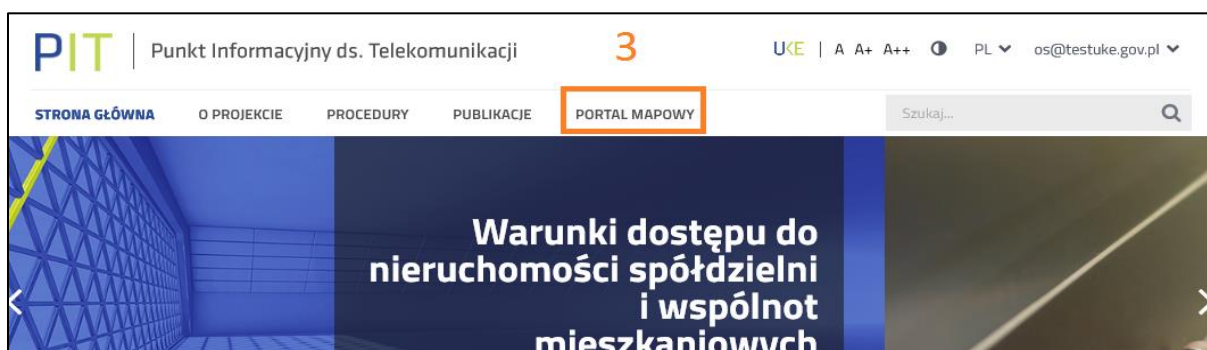 PIT | Punkt Informacyjny ds. Telekomunikacji 3 UKE | A A+ A++ PL os@testuke.gov.pl
STRONA GŁÓWNA O PROJEKCIE PROCEDURY PUBLIKACJE PORTAL MAPOWY Szukaj...
Warunki dostępu do
nieruchomości spółdzielni
i wspólnot
mieszkaniowych